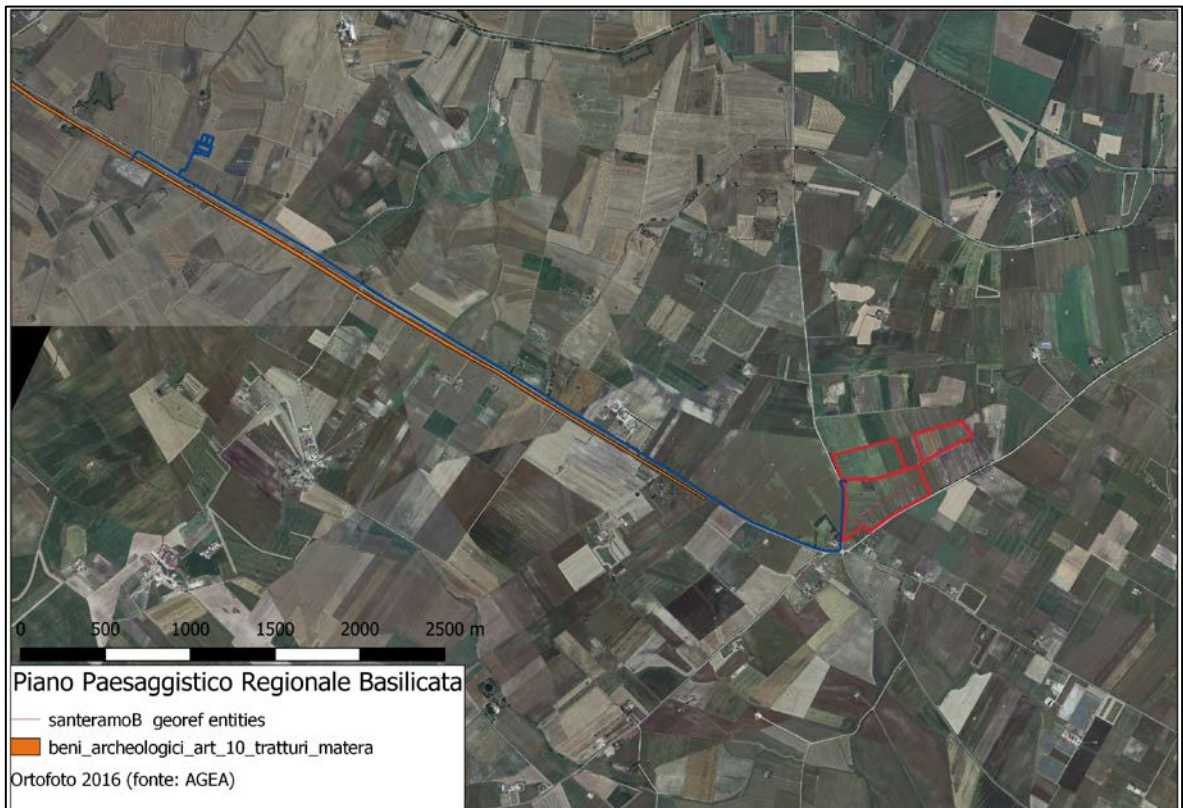 0 500 1000 1500 2000 2500 m
Piano Paesaggistico Regionale Basilicata
santeramoB georef entities
beni_archeologici_art_10_tratturi_matera
Ortofoto 2016 (fonte: AGEA)